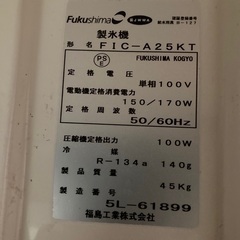 Fukushima
製氷機
形名 FIC-A25KT
PSE FUKUSHIMA KOGYO
定格電圧 単相100V
電動機定格消費電力
150/170W
定格周波数
50/60Hz
圧縮機定格出力 100W
冷媒
R-134a 140g
製品質量 45Kg
製造番号
5L-61899
福島工業株式会社